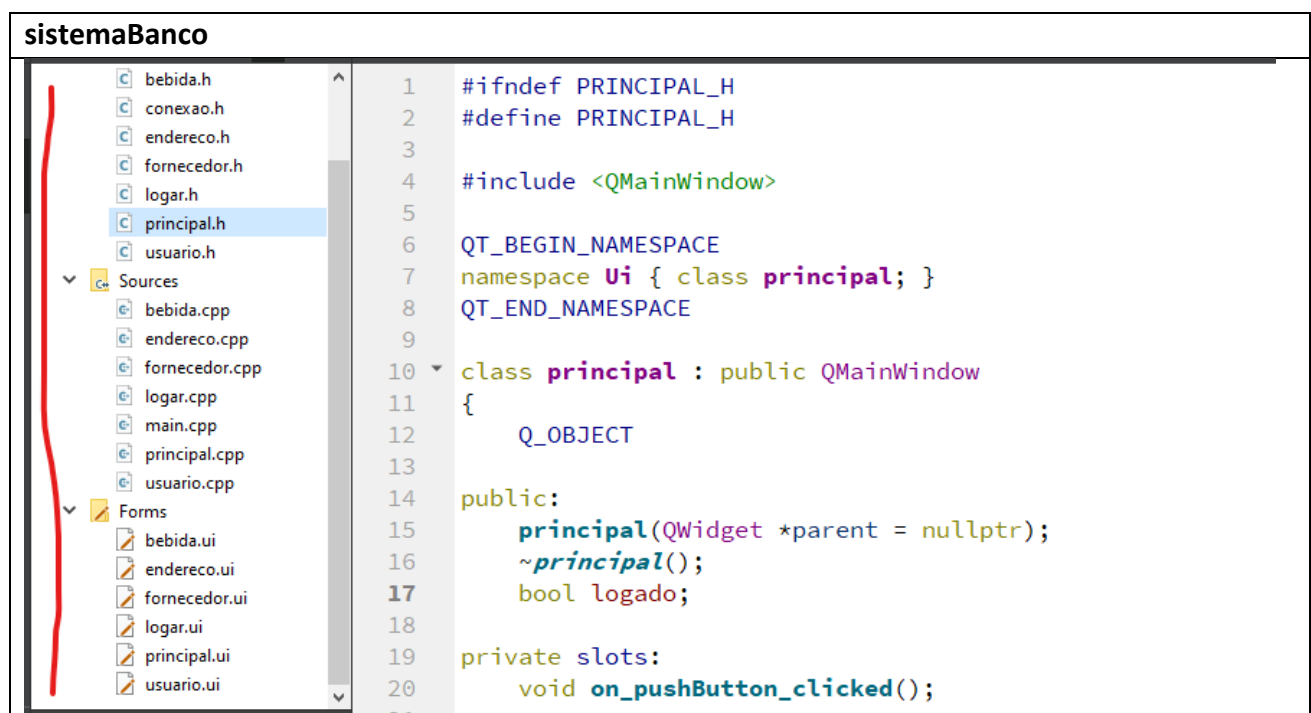 sistemaBanco
bebida.h
conexao.h
endereco.h
fornecedor.h
logar.h
principal.h
usuario.h
Sources
bebida.cpp
endereco.cpp
fornecedor.cpp
logar.cpp
main.cpp
principal.cpp
usuario.cpp
Forms
bebida.ui
endereco.ui
fornecedor.ui
logar.ui
principal.ui
usuario.ui
1 #ifndef PRINCIPAL_H
2 #define PRINCIPAL_H
3
4 #include <QMainWindow>
5
6 QT_BEGIN_NAMESPACE
7 namespace Ui { class principal; }
8 QT_END_NAMESPACE
9
10 class principal : public QMainWindow
11 {
12 Q_OBJECT
13
14 public:
15 principal(QWidget *parent = nullptr);
16 ~principal();
17 bool logado;
18
19 private slots:
20 void on_pushButton_clicked();